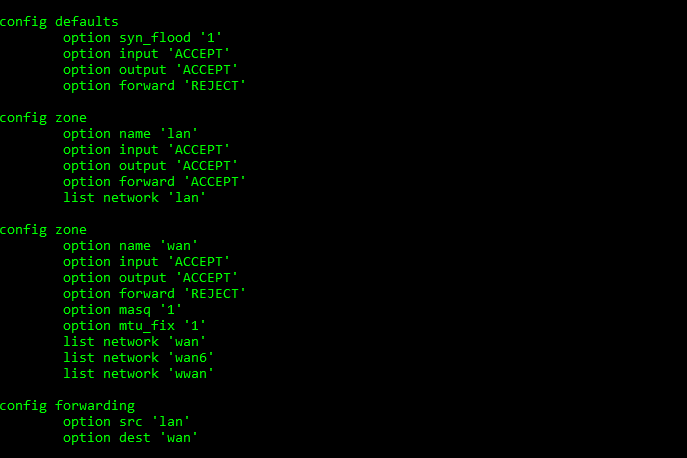 config defaults
        option syn_flood '1'
        option input 'ACCEPT'
        option output 'ACCEPT'
        option forward 'REJECT'

config zone
        option name 'lan'
        option input 'ACCEPT'
        option output 'ACCEPT'
        option forward 'ACCEPT'
        list network 'lan'

config zone
        option name 'wan'
        option input 'ACCEPT'
        option output 'ACCEPT'
        option forward 'REJECT'
        option masq '1'
        option mtu_fix '1'
        list network 'wan'
        list network 'wan6'
        list network 'wwan'

config forwarding
        option src 'lan'
        option dest 'wan'